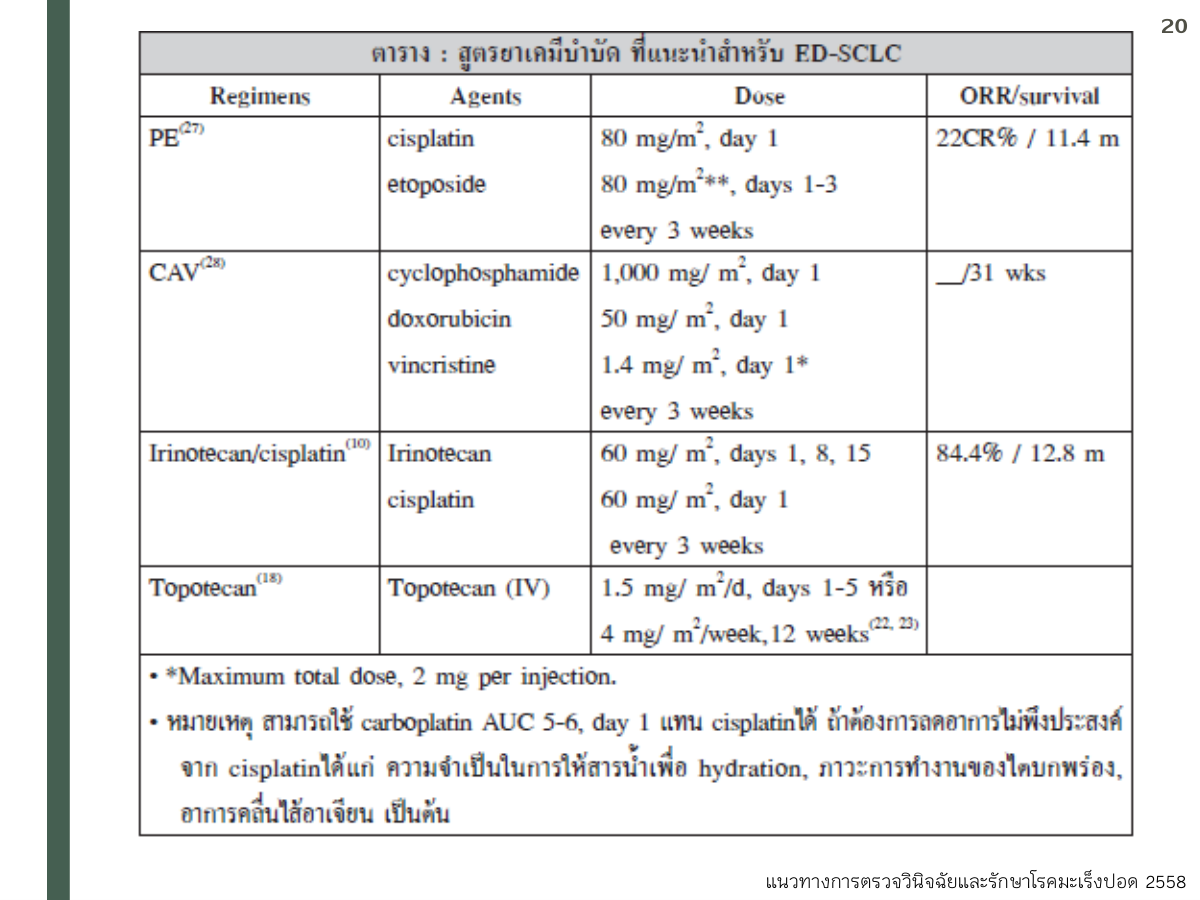 20
ตาราง : สูตรยาเคมีบำบัด ที่แนะนำสำหรับ ED-SCLC
Regimens Agents Dose ORR/survival
PE(27) cisplatin 80 mg/m2, day 1 22CR% / 11.4 m
etoposide 80 mg/m2**, days 1-3
every 3 weeks
CAV(28) cyclophosphamide 1,000 mg/ m2, day 1 __/31 wks
doxorubicin 50 mg/ m2, day 1
vincristine 1.4 mg/ m2, day 1*
every 3 weeks
Irinotecan/cisplatin(10) Irinotecan 60 mg/ m2, days 1, 8, 15 84.4% / 12.8 m
cisplatin 60 mg/ m2, day 1
every 3 weeks
Topotecan(18) Topotecan (IV) 1.5 mg/ m2/d, days 1-5 หรือ
4 mg/ m2/week,12 weeks(22, 23)
• *Maximum total dose, 2 mg per injection.
• หมายเหตุ สามารถใช้ carboplatin AUC 5-6, day 1 แทน cisplatinได้ ถ้าต้องการลดอาการไม่พึงประสงค์
จาก cisplatinได้แก่ ความจำเป็นในการให้สารน้ำเพื่อ hydration, ภาวะการทำงานของไตบกพร่อง,
อาการคลื่นไส้อาเจียน เป็นต้น
แนวทางการตรวจวินิจฉัยและรักษาโรคมะเร็งปอด 2558